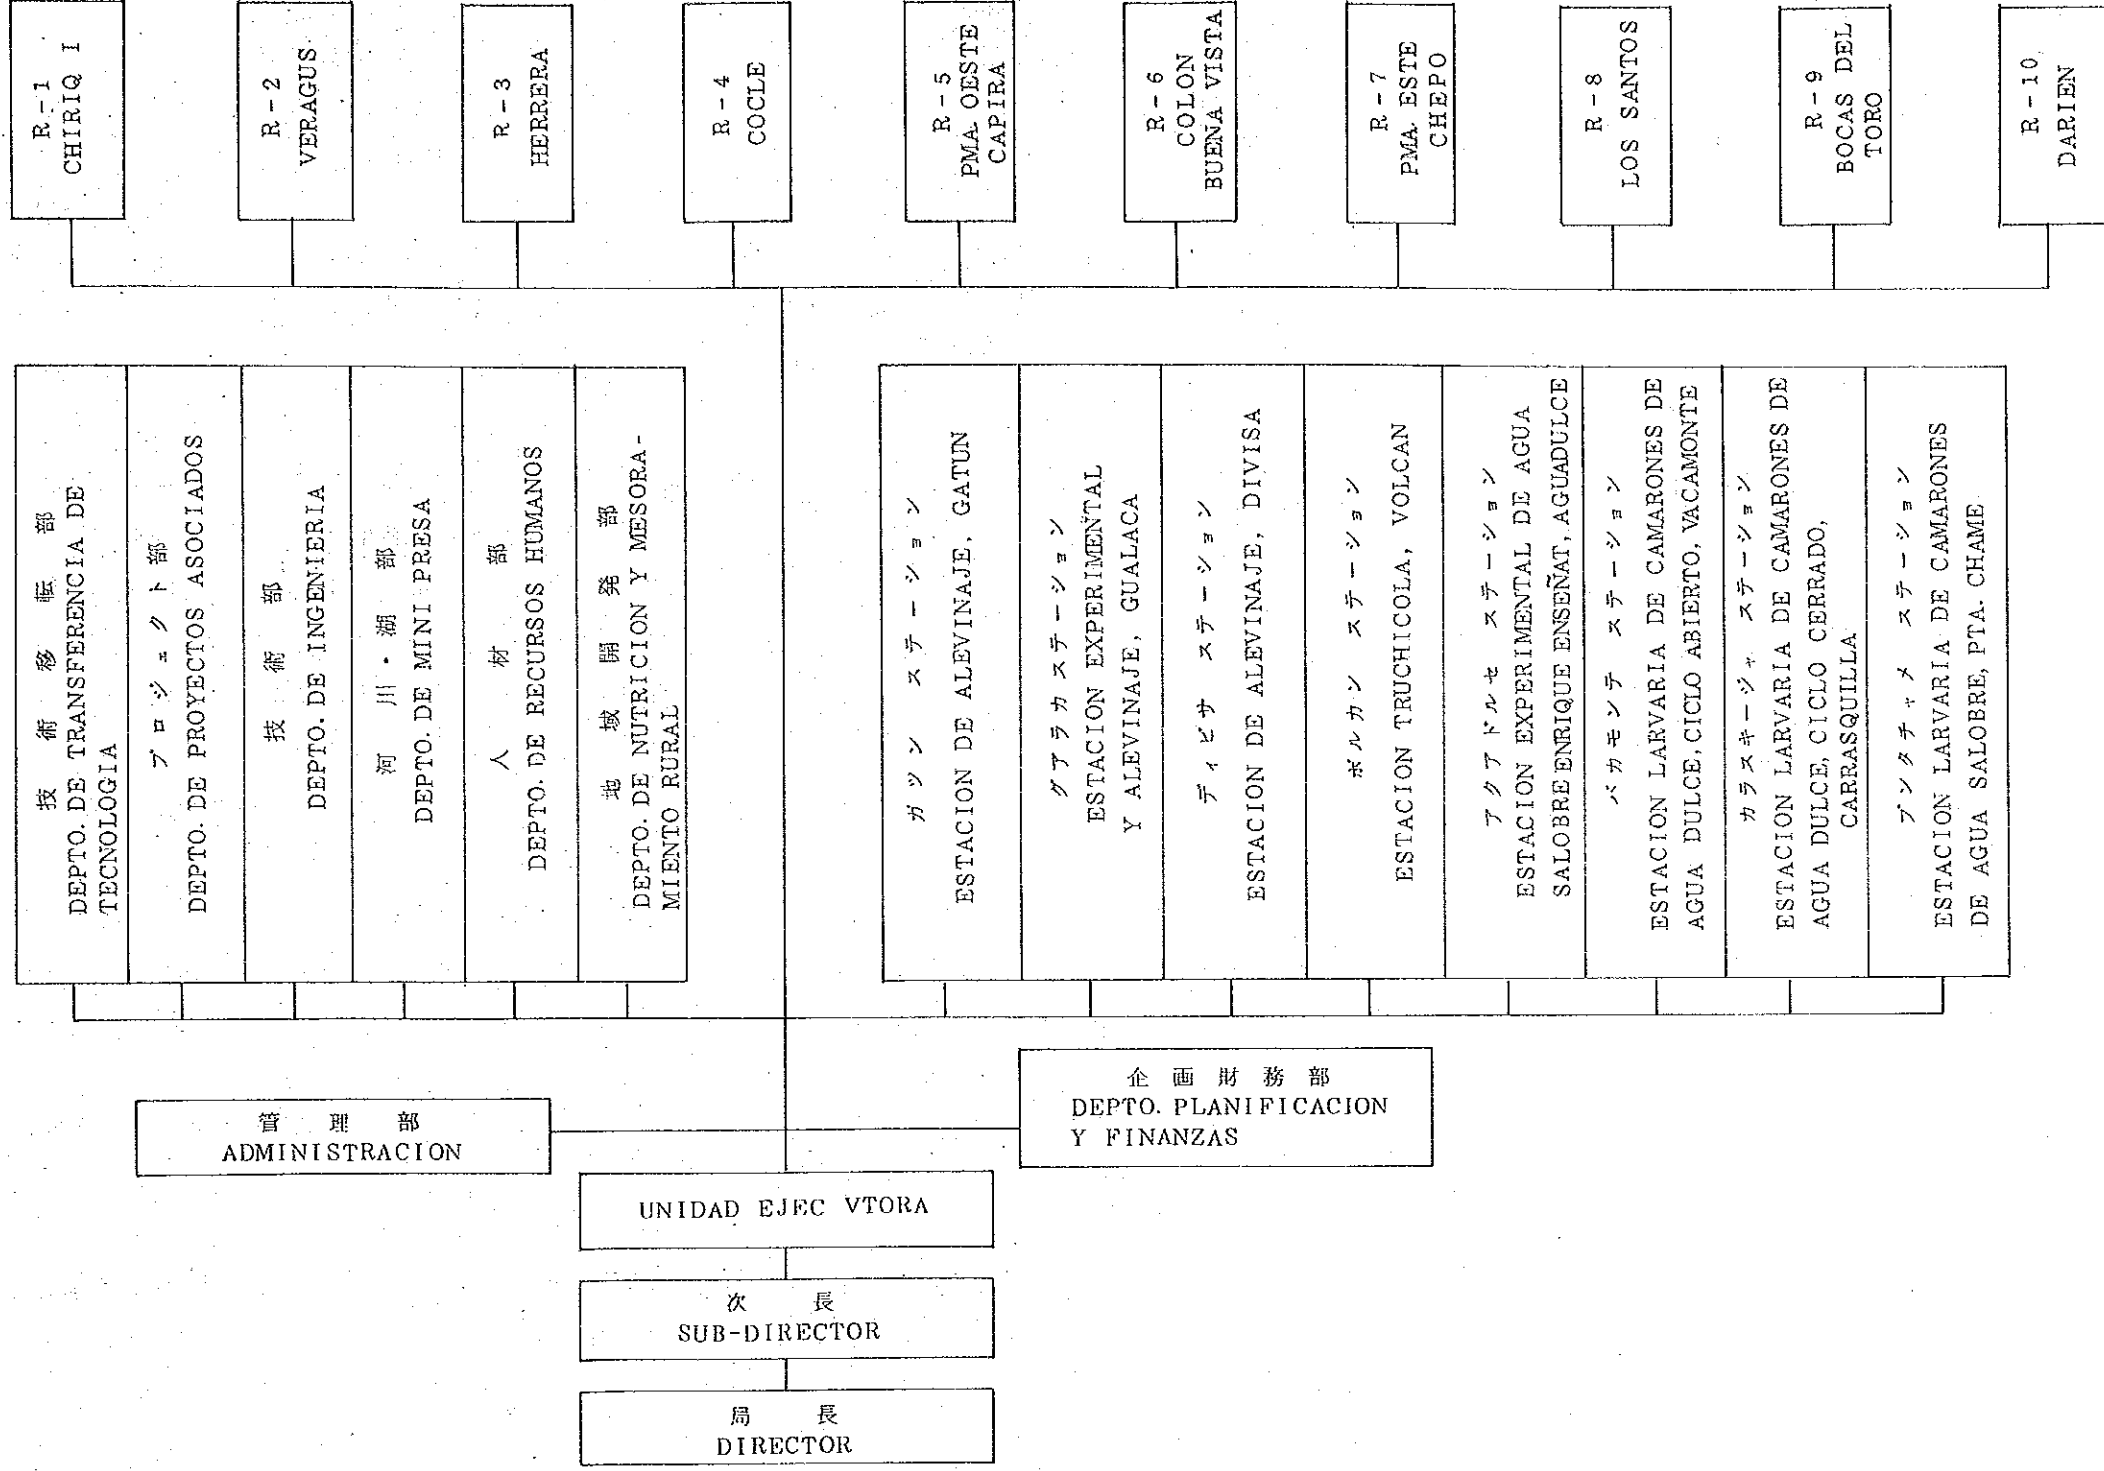 R-1
CHIRIQ I
R-2
VERAGUS
R-3
HERRERA
R-4
COCLE
R-5
PMA. OESTE
CAPIRA
R-6
COLON
BUENA VISTA
R-7
PMA. ESTE
CHEPO
R-8
LOS SANTOS
R-9
BOCAS DEL
TORO
R-10
DARIEN
技術移転部
DEPTO. DE TRANSFERENCIA DE
TECNOLOGIA
プロジェクト部
DEPTO. DE PROYECTOS ASOCIADOS
技術部
DEPTO. DE INGENIERIA
河川・湖部
DEPTO. DE MINI PRESA
人材部
DEPTO. DE RECURSOS HUMANOS
地域開発部
DEPTO. DE NUTRICION Y MESORA-
MIENTO RURAL
ガツン ステーション
ESTACION DE ALEVINAJE, GATUN
グアラカステーション
ESTACION EXPERIMENTAL
Y ALEVINAJE, GUALACA
ディビサ ステーション
ESTACION DE ALEVINAJE, DIVISA
ボルカン ステーション
ESTACION TRUCHICOLA, VOLCAN
アクアドルセ ステーション
ESTACION EXPERIMENTAL DE AGUA
SALOBRE ENRIQUE ENSEÑAT, AGUADULCE
バカモンテ ステーション
ESTACION LARVARIA DE CAMARONES DE
AGUA DULCE, CICLO ABIERTO, VACAMONTE
カラスキージャ ステーション
ESTACION LARVARIA DE CAMARONES DE
AGUA DULCE, CICLO CERRADO,
CARRASQUILLA
プンタチャメ ステーション
ESTACION LARVARIA DE CAMARONES
DE AGUA SALOBRE, PTA. CHAME
管理部
ADMINISTRACION
企画財務部
DEPTO. PLANIFICACION
Y FINANZAS
UNIDAD EJEC VTORA
次長
SUB-DIRECTOR
局長
DIRECTOR